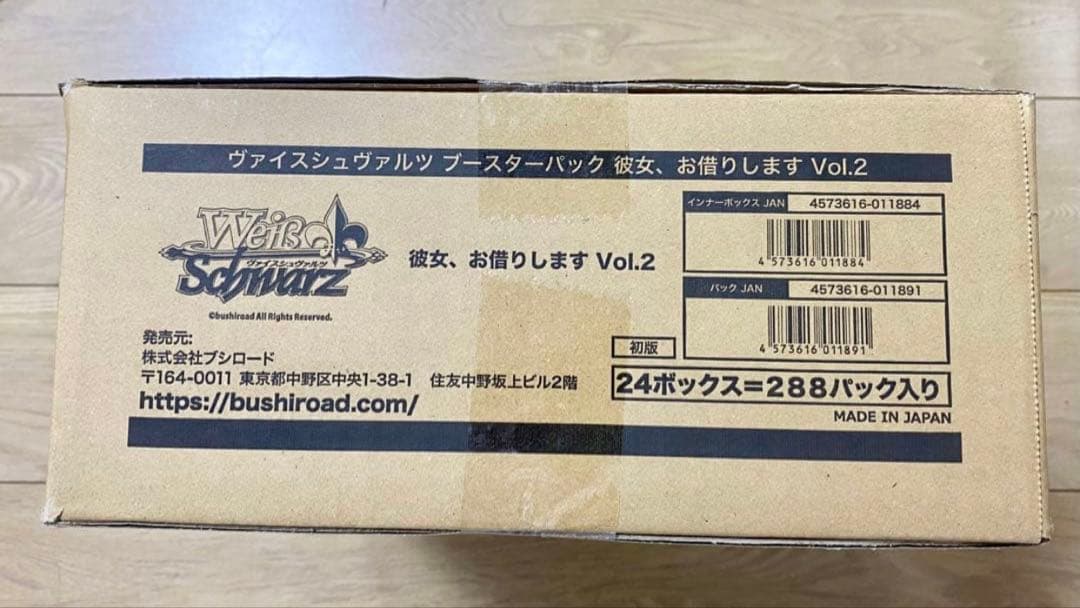 ヴァイスシュヴァルツ ブースターパック 彼女、お借りします Vol.2
Weiß
ヴァイスシュヴァルツ
Schwarz
©bushiroad All Rights Reserved.
彼女、お借りします Vol.2
インナーボックス JAN 4573616-011884
4 573616 011884
パック JAN 4573616-011891
4 573616 011891
発売元:
株式会社ブシロード
〒164-0011 東京都中野区中央1-38-1 住友中野坂上ビル2階
https://bushiroad.com/
初版
24ボックス=288パック入り
MADE IN JAPAN